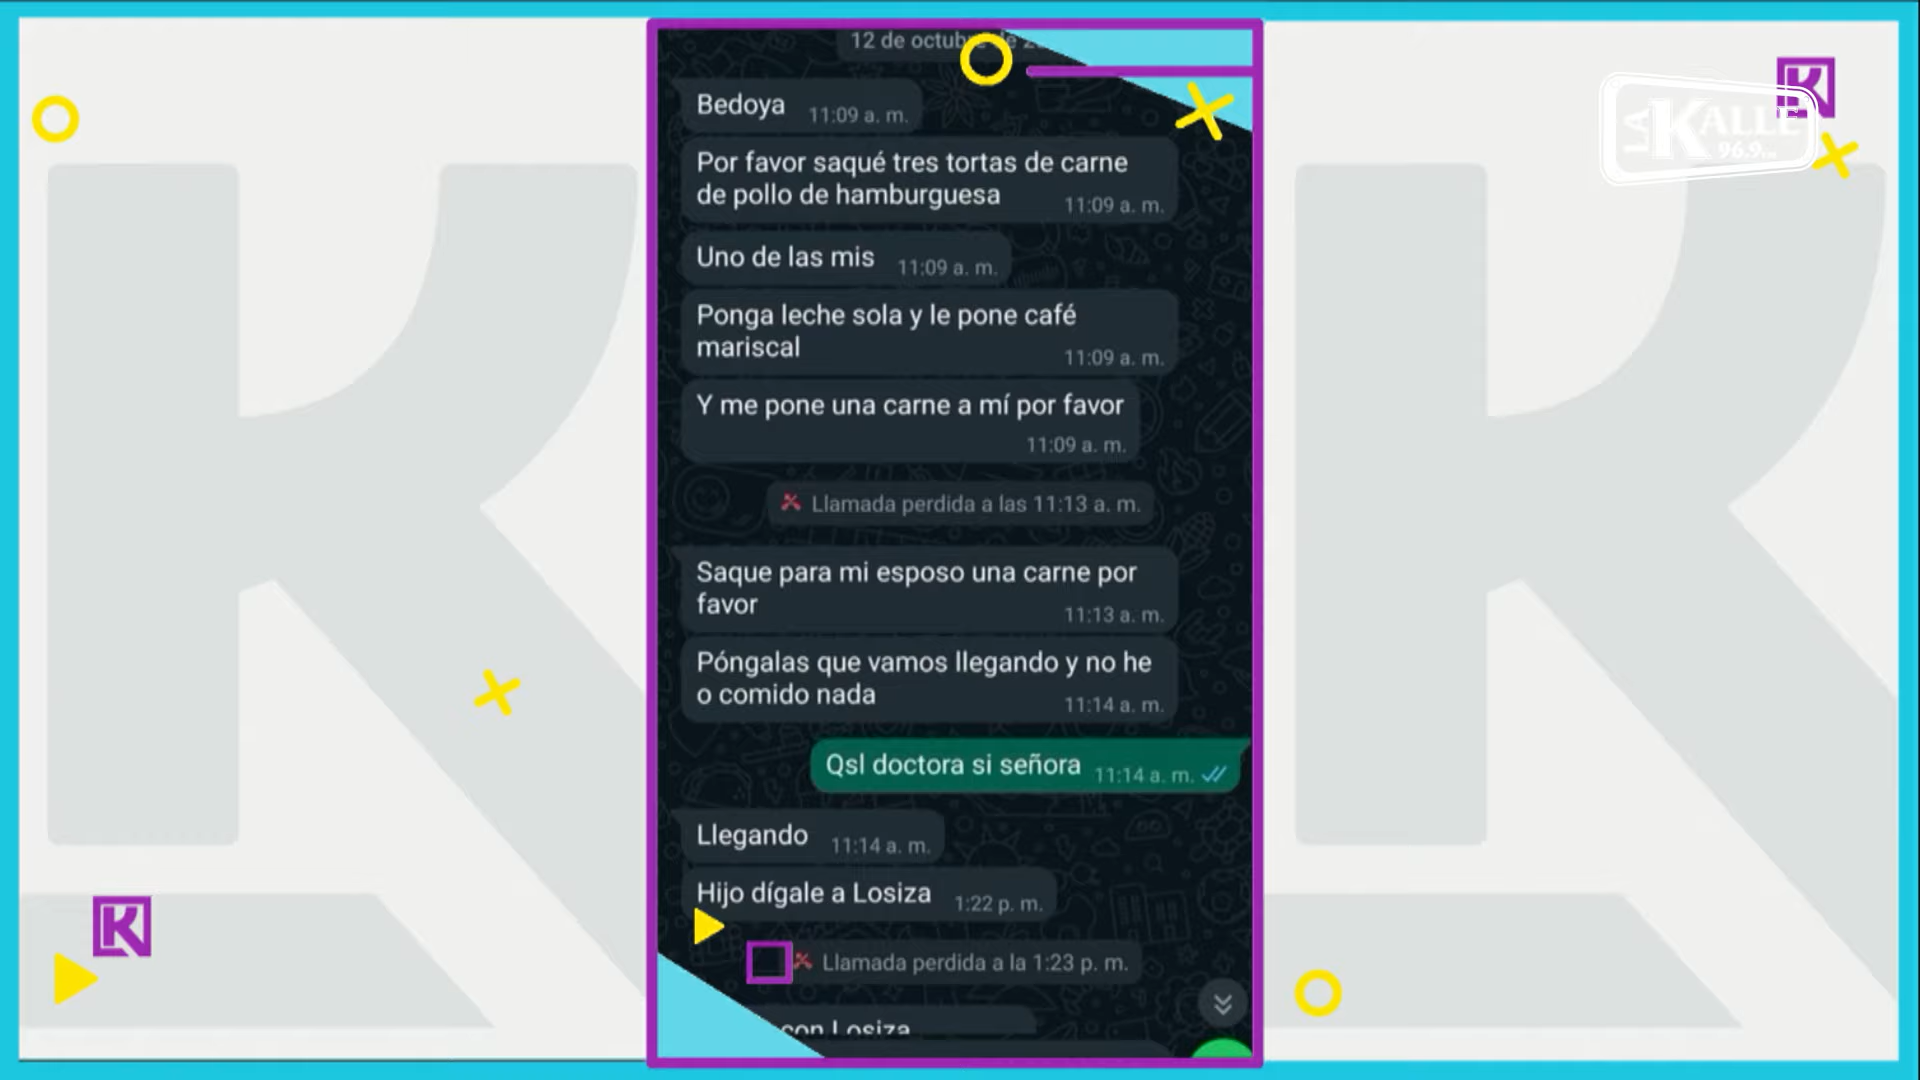 12 de octub
Bedoya 11:09 a. m.
LA KALLE
96.9 FM
Por favor saqué tres tortas de carne
de pollo de hamburguesa 11:09 a. m.
Uno de las mis 11:09 a. m.
Ponga leche sola y le pone café
mariscal 11:09 a. m.
Y me pone una carne a mí por favor
11:09 a. m.
Llamada perdida a las 11:13 a. m.
Saque para mi esposo una carne por
favor 11:13 a. m.
Póngalas que vamos llegando y no he
o comido nada 11:14 a. m.
Qsl doctora si señora 11:14 a. m.
Llegando 11:14 a. m.
Hijo dígale a Losiza 1:22 p. m.
Llamada perdida a la 1:23 p. m.
con Losiza